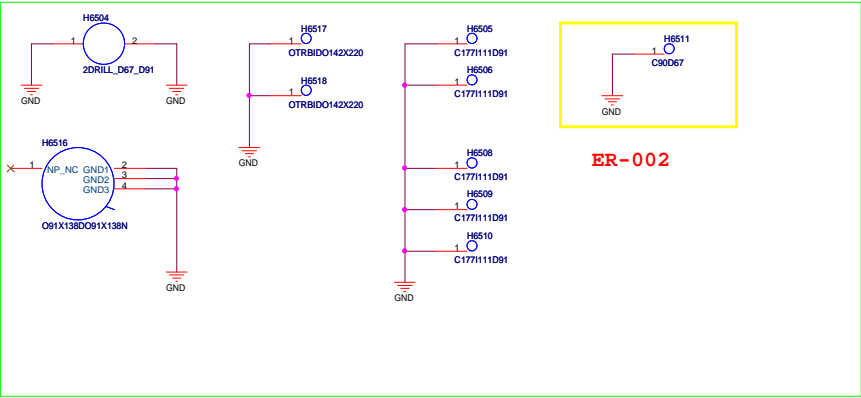 H6504
1
2
2DRILL_D67_D91
GND
GND
H6517
1
OTRBIDO142X220
H6518
1
OTRBIDO142X220
GND
H6505
1
C177I111D91
H6506
1
C177I111D91
H6508
1
C177I111D91
H6509
1
C177I111D91
H6510
1
C177I111D91
GND
H6511
1
C90D67
GND
ER-002
H6516
1
NP_NC GND1 2
GND2 3
GND3 4
O91X138DO91X138N
GND